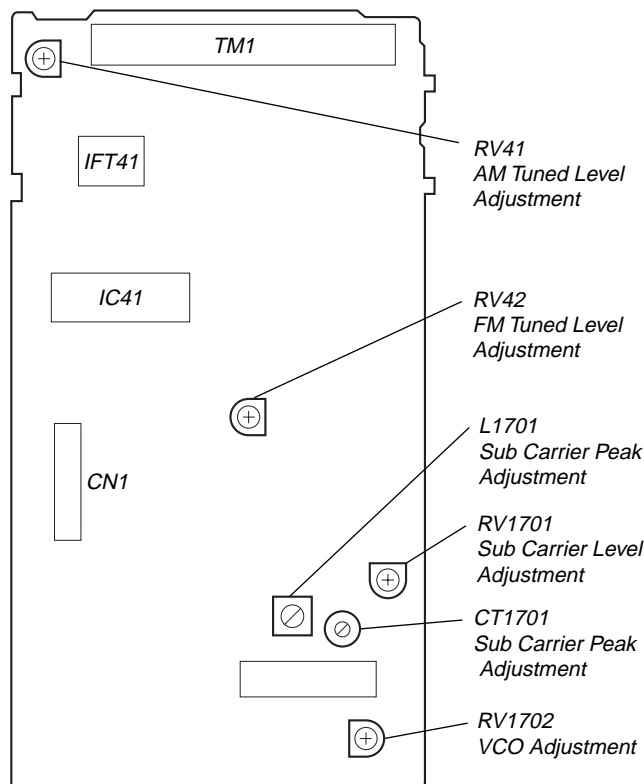 TM1
RV41
AM Tuned Level
Adjustment
IFT41
IC41
RV42
FM Tuned Level
Adjustment
CN1
L1701
Sub Carrier Peak
Adjustment
RV1701
Sub Carrier Level
Adjustment
CT1701
Sub Carrier Peak
Adjustment
RV1702
VCO Adjustment